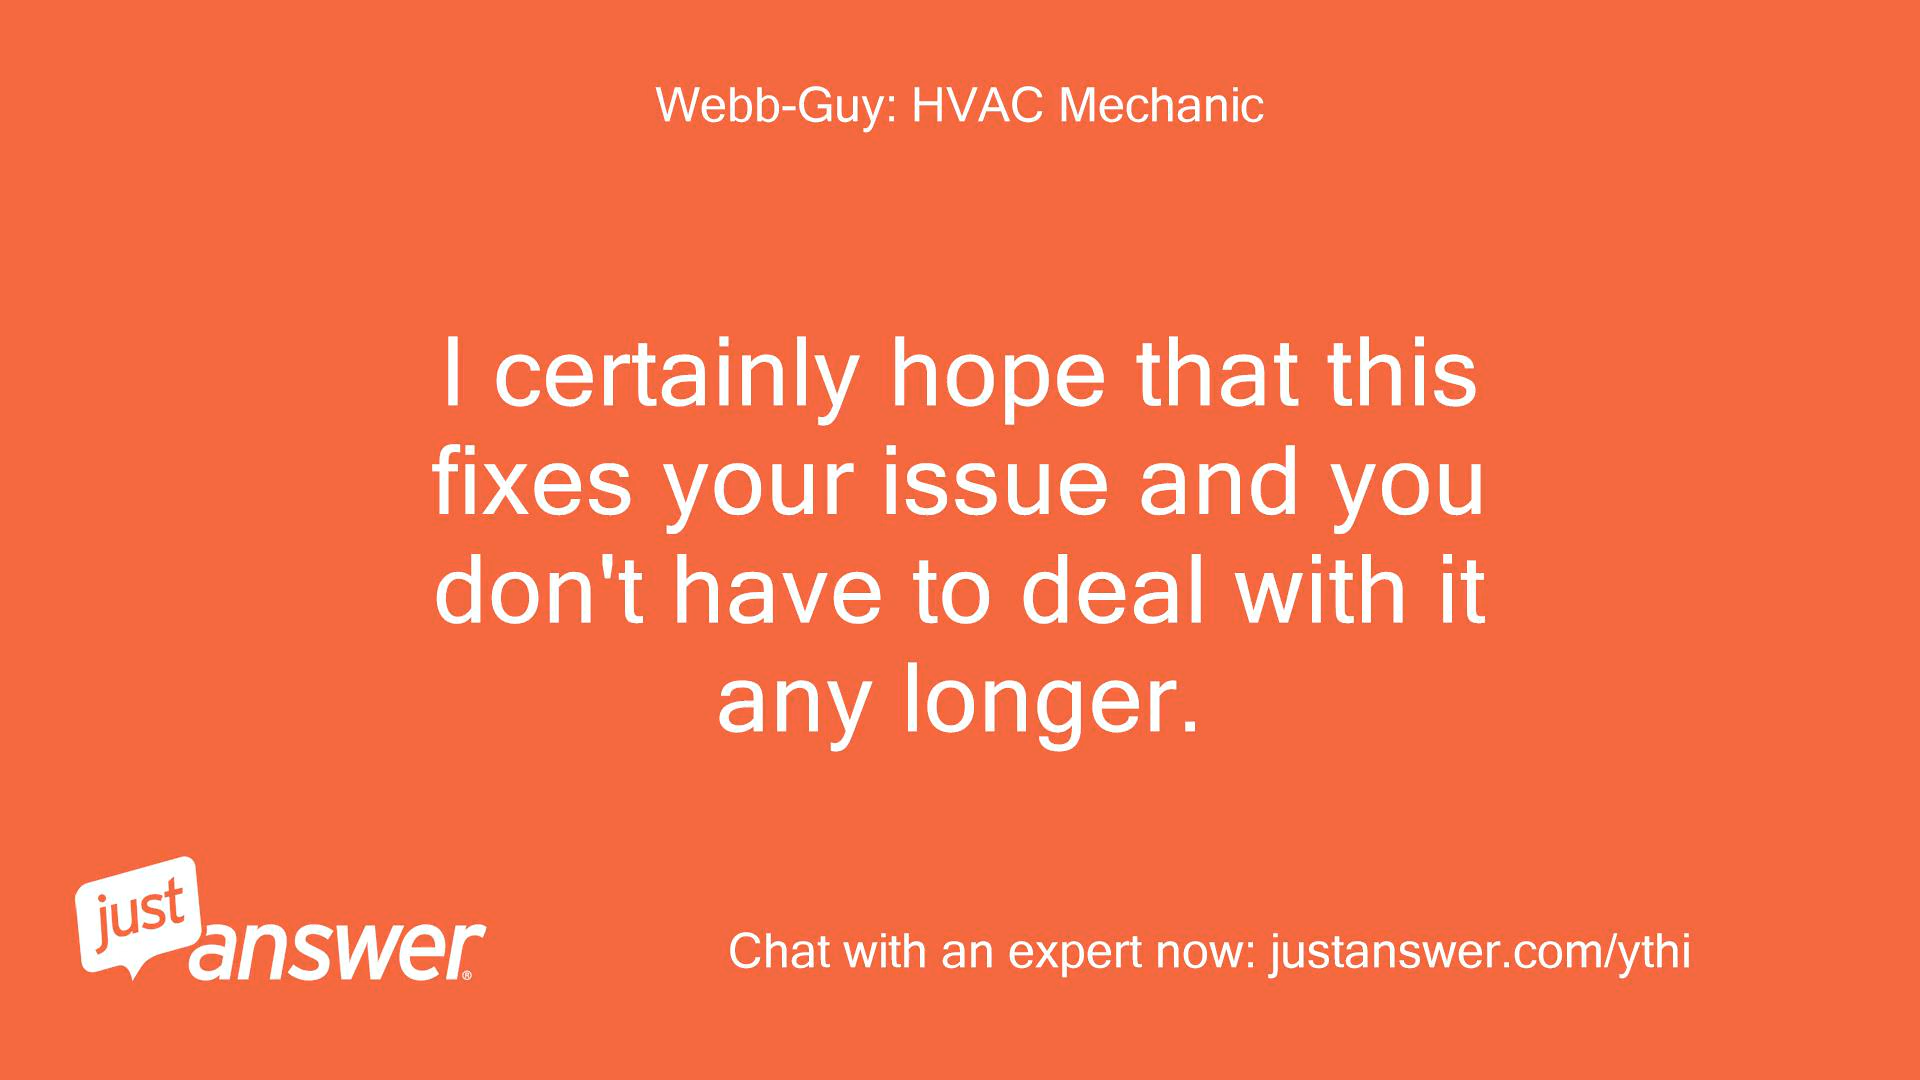 Webb-Guy: HVAC Mechanic
I certainly hope that this
fixes your issue and you
don't have to deal with it
any longer.
just
answer®
Chat with an expert now: justanswer.com/ythi